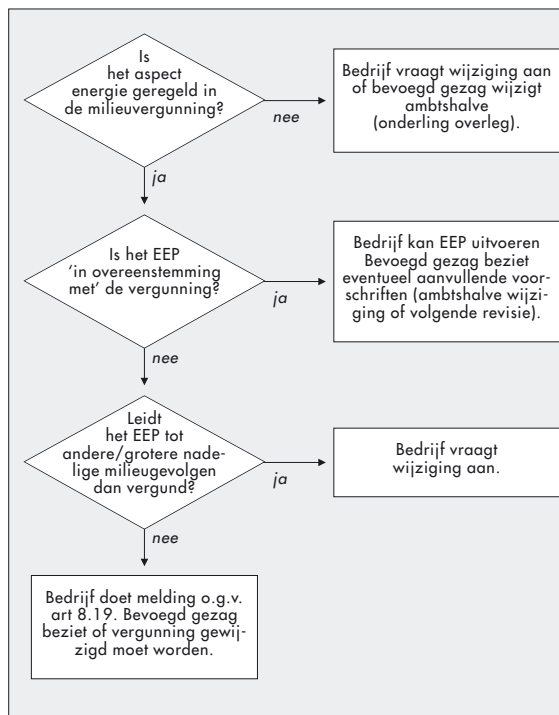 Is
het aspect
energie geregeld in
de milieuvergunning?
nee
Bedrijf vraagt wijziging aan
of bevoegd gezag wijzigt
ambtshalve
(onderling overleg).
ja
Is het EEP
‘in overeenstemming
met’ de vergunning?
ja
Bedrijf kan EEP uitvoeren
Bevoegd gezag beziet
eventueel aanvullende voor-
schriften (ambtshalve wijzi-
ging of volgende revisie).
nee
Leidt
het EEP tot
andere/grotere nade-
lige milieugevolgen
dan vergund?
ja
Bedrijf vraagt
wijziging aan.
nee
Bedrijf doet melding o.g.v.
art 8.19. Bevoegd gezag
beziet of vergunning gewij-
zigd moet worden.